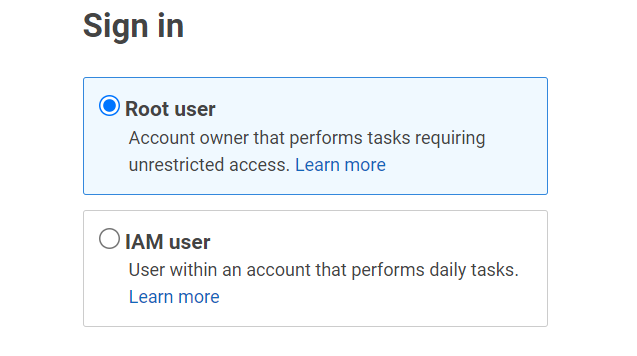 Sign in
Root user
Account owner that performs tasks requiring
unrestricted access. Learn more
IAM user
User within an account that performs daily tasks.
Learn more